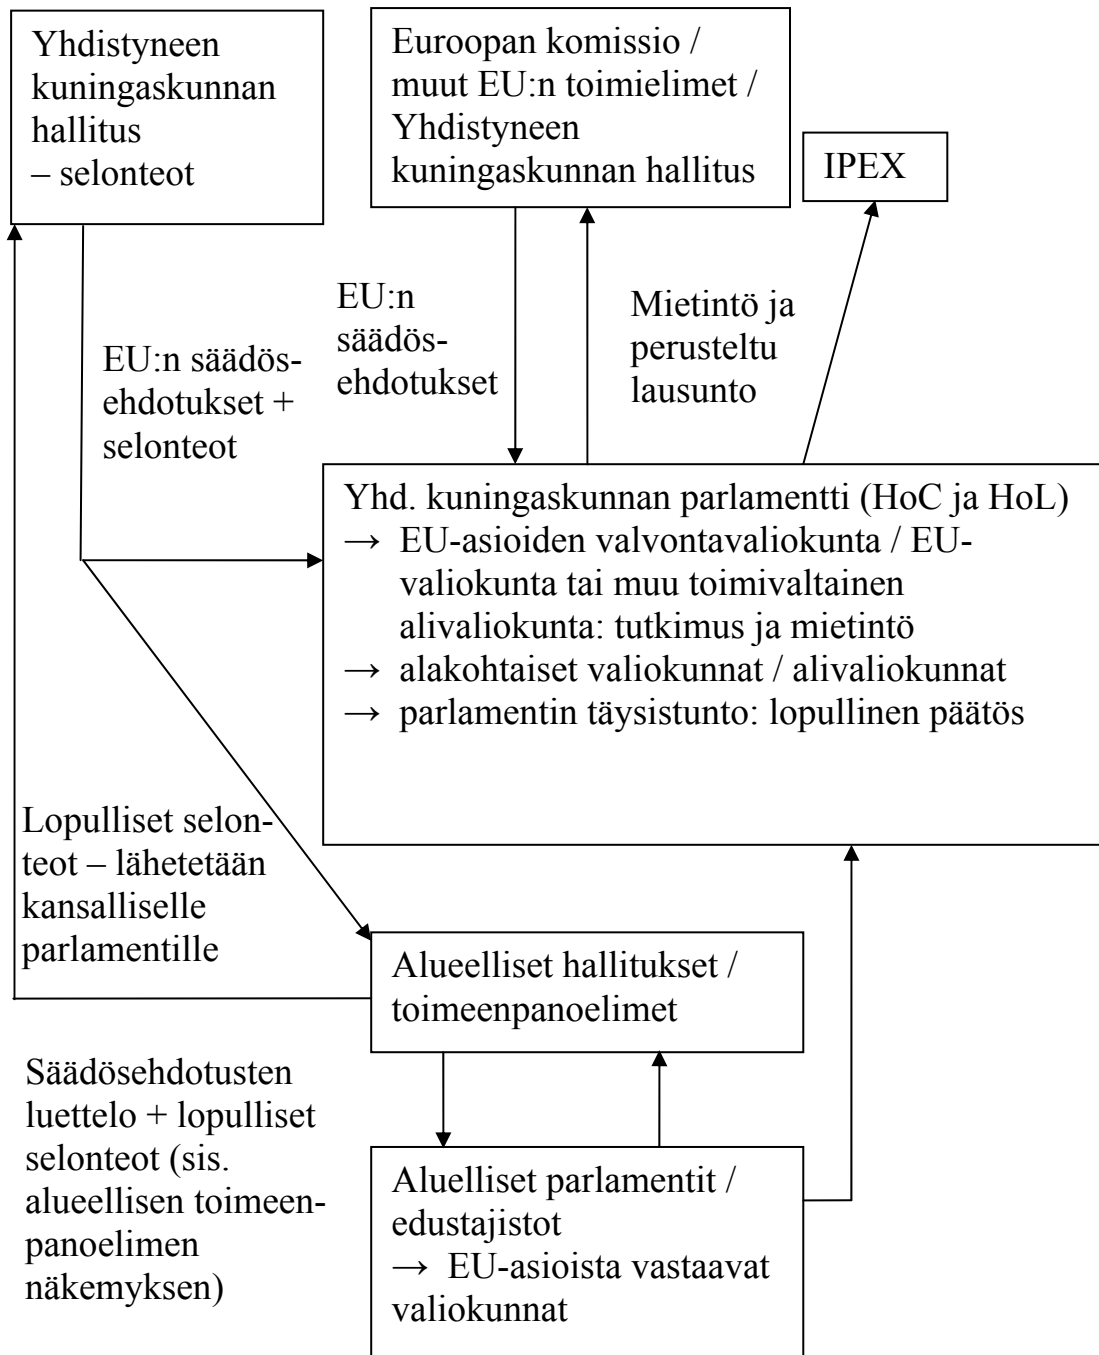 Yhdistyneen
kuningaskunnan
hallitus
– selonteot
Euroopan komissio /
muut EU:n toimielimet /
Yhdistyneen
kuningaskunnan hallitus
IPEX
EU:n säädös-
ehdotukset +
selonteot
EU:n
säädös-
ehdotukset
Mietintö ja
perusteltu
lausunto
Yhd. kuningaskunnan parlamentti (HoC ja HoL)
→ EU-asioiden valvontavaliokunta / EU-
valiokunta tai muu toimivaltainen
alivaliokunta: tutkimus ja mietintö
→ alakohtaiset valiokunnat / alivaliokunnat
→ parlamentin täysistunto: lopullinen päätös
Lopulliset selon-
teot – lähetetään
kansalliselle
parlamentille
Alueelliset hallitukset /
toimeenpanoelimet
Säädösehdotusten
luettelo + lopulliset
selonteot (sis.
alueellisen toimeen-
panoelimen
näkemyksen)
Aluelliset parlamentit /
edustajistot
→ EU-asioista vastaavat
valiokunnat